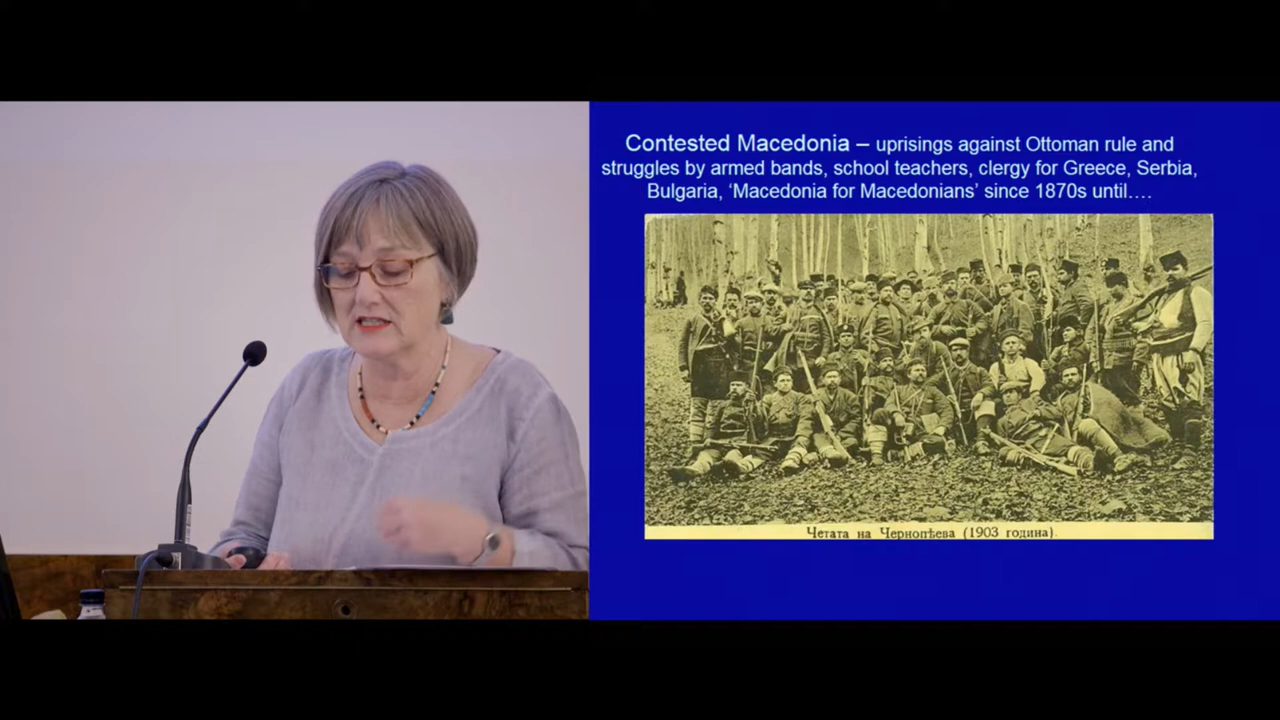 Contested Macedonia – uprisings against Ottoman rule and
struggles by armed bands, school teachers, clergy for Greece, Serbia,
Bulgaria, ‘Macedonia for Macedonians’ since 1870s until….
Четата на Чернопѣева (1903 година).